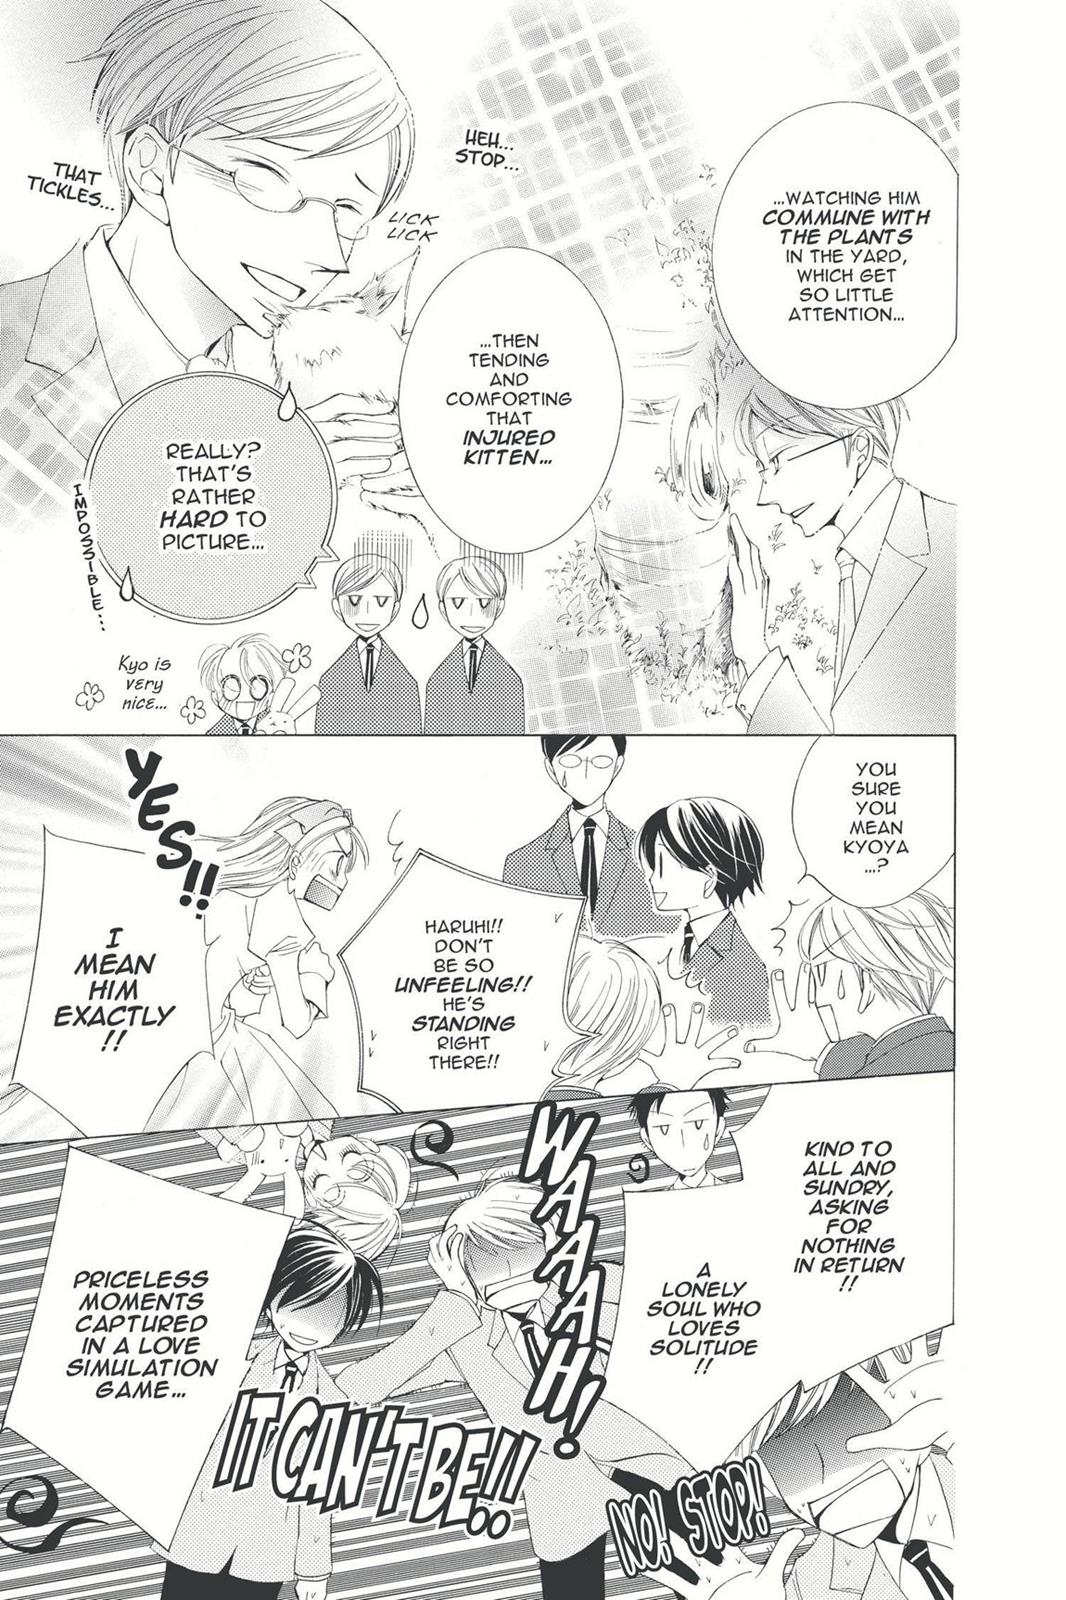 ...WATCHING HIM
COMMUNE WITH
THE PLANTS
IN THE YARD,
WHICH GET
SO LITTLE
ATTENTION...
HEH...
STOP...
...THEN
TENDING
AND
COMFORTING
THAT
INJURED
KITTEN...
LICK
LICK
THAT
TICKLES...
REALLY?
THAT'S
RATHER
HARD TO
PICTURE...
IMPOSSIBLE...
Kyo is
very
nice...
YOU
SURE
YOU
MEAN
KYOYA
...?
HARUHI!!
DON'T
BE SO
UNFEELING!!
HE'S
STANDING
RIGHT
THERE!!
YES!!
I
MEAN
HIM
EXACTLY
!!
KIND TO
ALL AND
SUNDRY,
ASKING
FOR
NOTHING
IN RETURN
!!
A
LONELY
SOUL WHO
LOVES
SOLITUDE
!!
WAAAAH!
PRICELESS
MOMENTS
CAPTURED
IN A LOVE
SIMULATION
GAME...
IT CAN'T BE!!
NO! STOP!